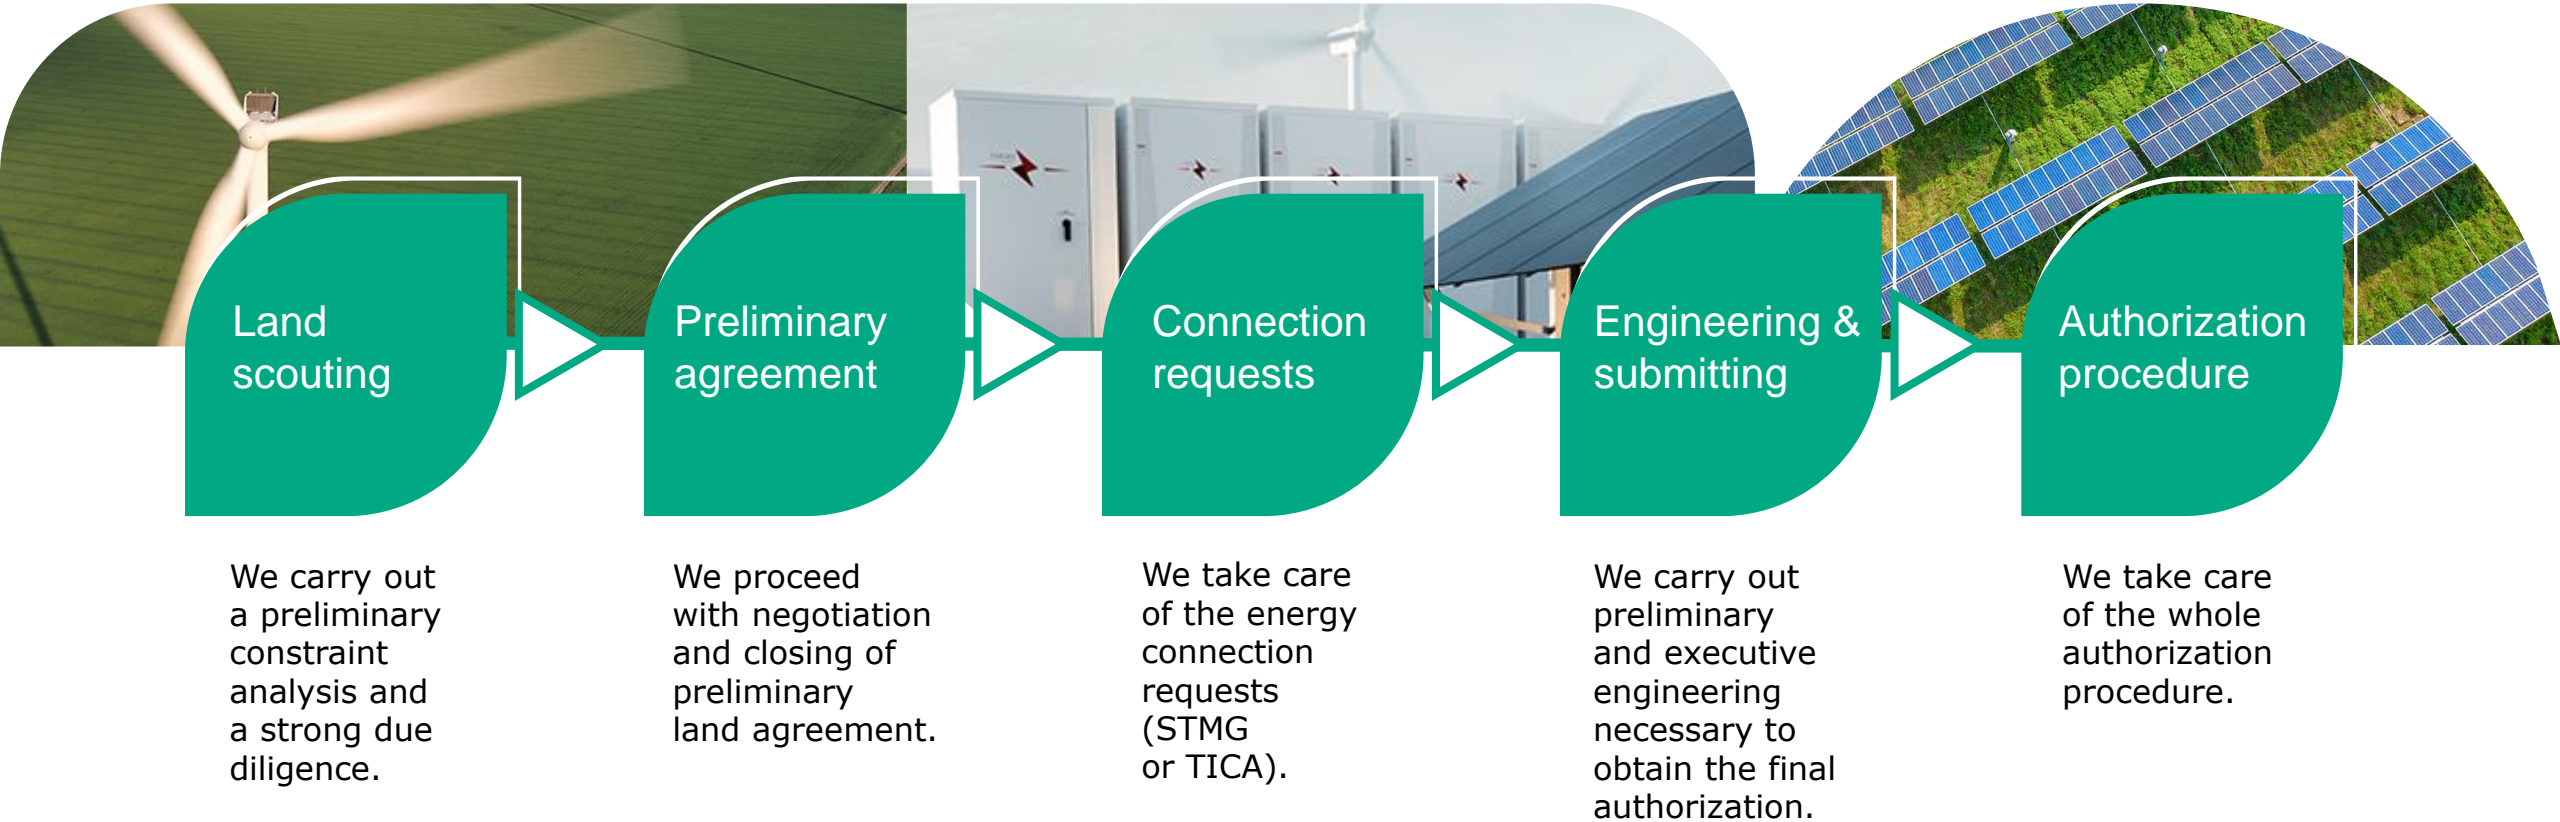 Land
scouting
Preliminary
agreement
Connection
requests
Engineering &
submitting
Authorization
procedure
We carry out
a preliminary
constraint
analysis and
a strong due
diligence.
We proceed
with negotiation
and closing of
preliminary
land agreement.
We take care
of the energy
connection
requests
(STMG
or TICA).
We carry out
preliminary
and executive
engineering
necessary to
obtain the final
authorization.
We take care
of the whole
authorization
procedure.